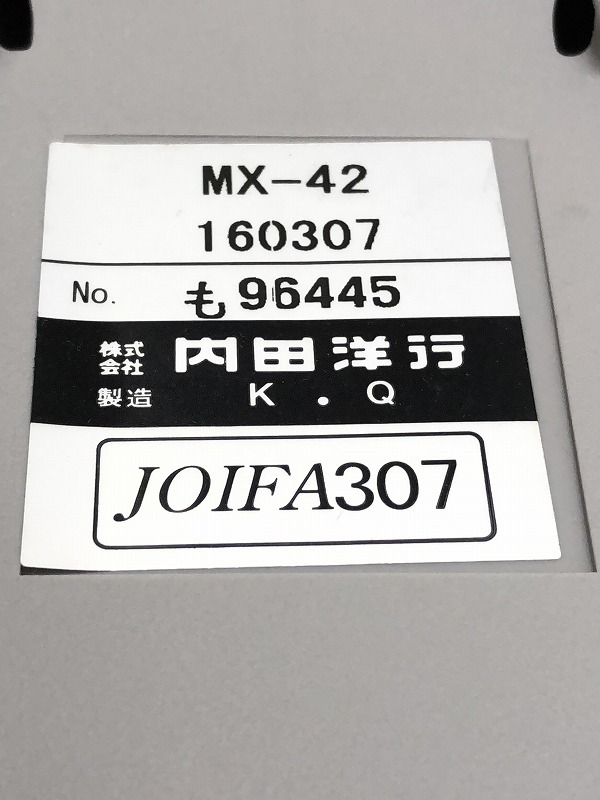 MX-42
160307
No. も96445
株式会社 内田洋行
製造 K.Q
JOIFA307